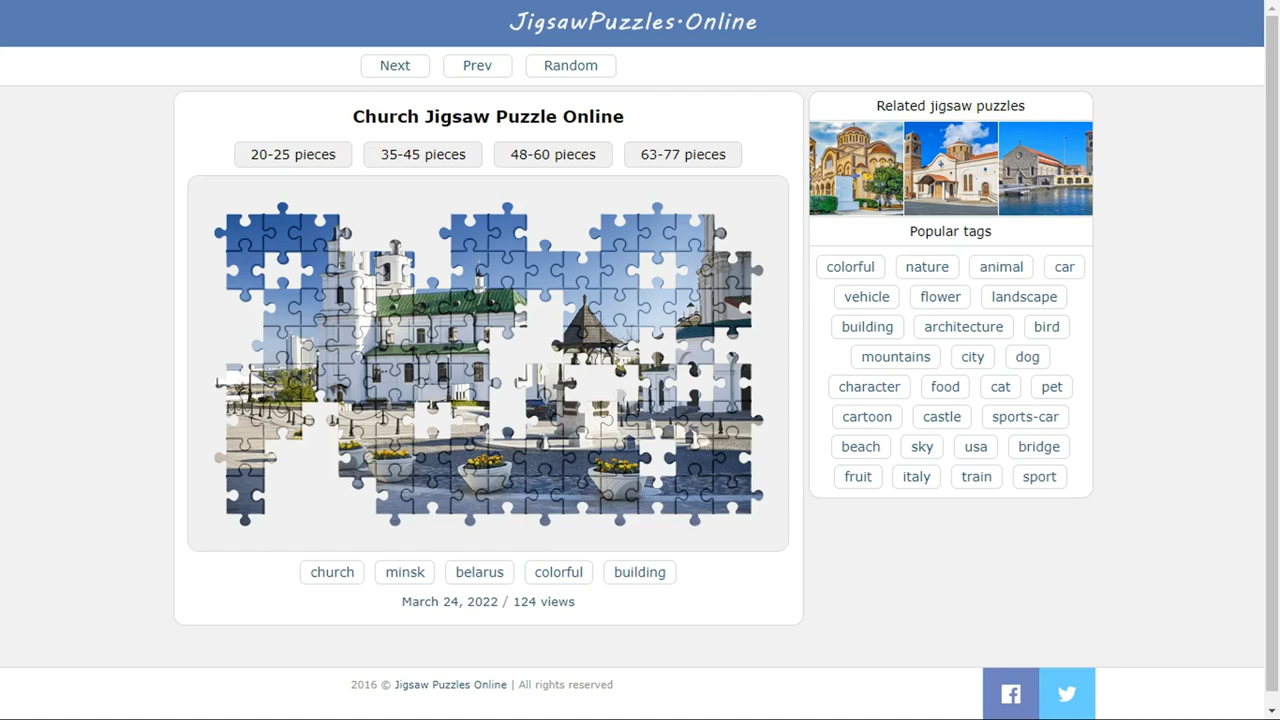 JigsawPuzzles·Online
Next Prev Random
Church Jigsaw Puzzle Online
20-25 pieces 35-45 pieces 48-60 pieces 63-77 pieces
church minsk belarus colorful building
March 24, 2022 / 124 views
Related jigsaw puzzles
Popular tags
colorful nature animal car
vehicle flower landscape
building architecture bird
mountains city dog
character food cat pet
cartoon castle sports-car
beach sky usa bridge
fruit italy train sport
2016 © Jigsaw Puzzles Online | All rights reserved